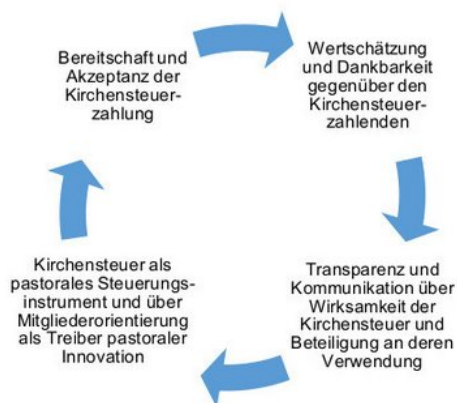 Bereitschaft und
Akzeptanz der
Kirchensteuer-
zahlung
Wertschätzung
und Dankbarkeit
gegenüber den
Kirchensteuer-
zahlenden
Transparenz und
Kommunikation über
Wirksamkeit der
Kirchensteuer und
Beteiligung an deren
Verwendung
Kirchensteuer als
pastorales Steuerungs-
instrument und über
Mitgliederorientierung
als Treiber pastoraler
Innovation